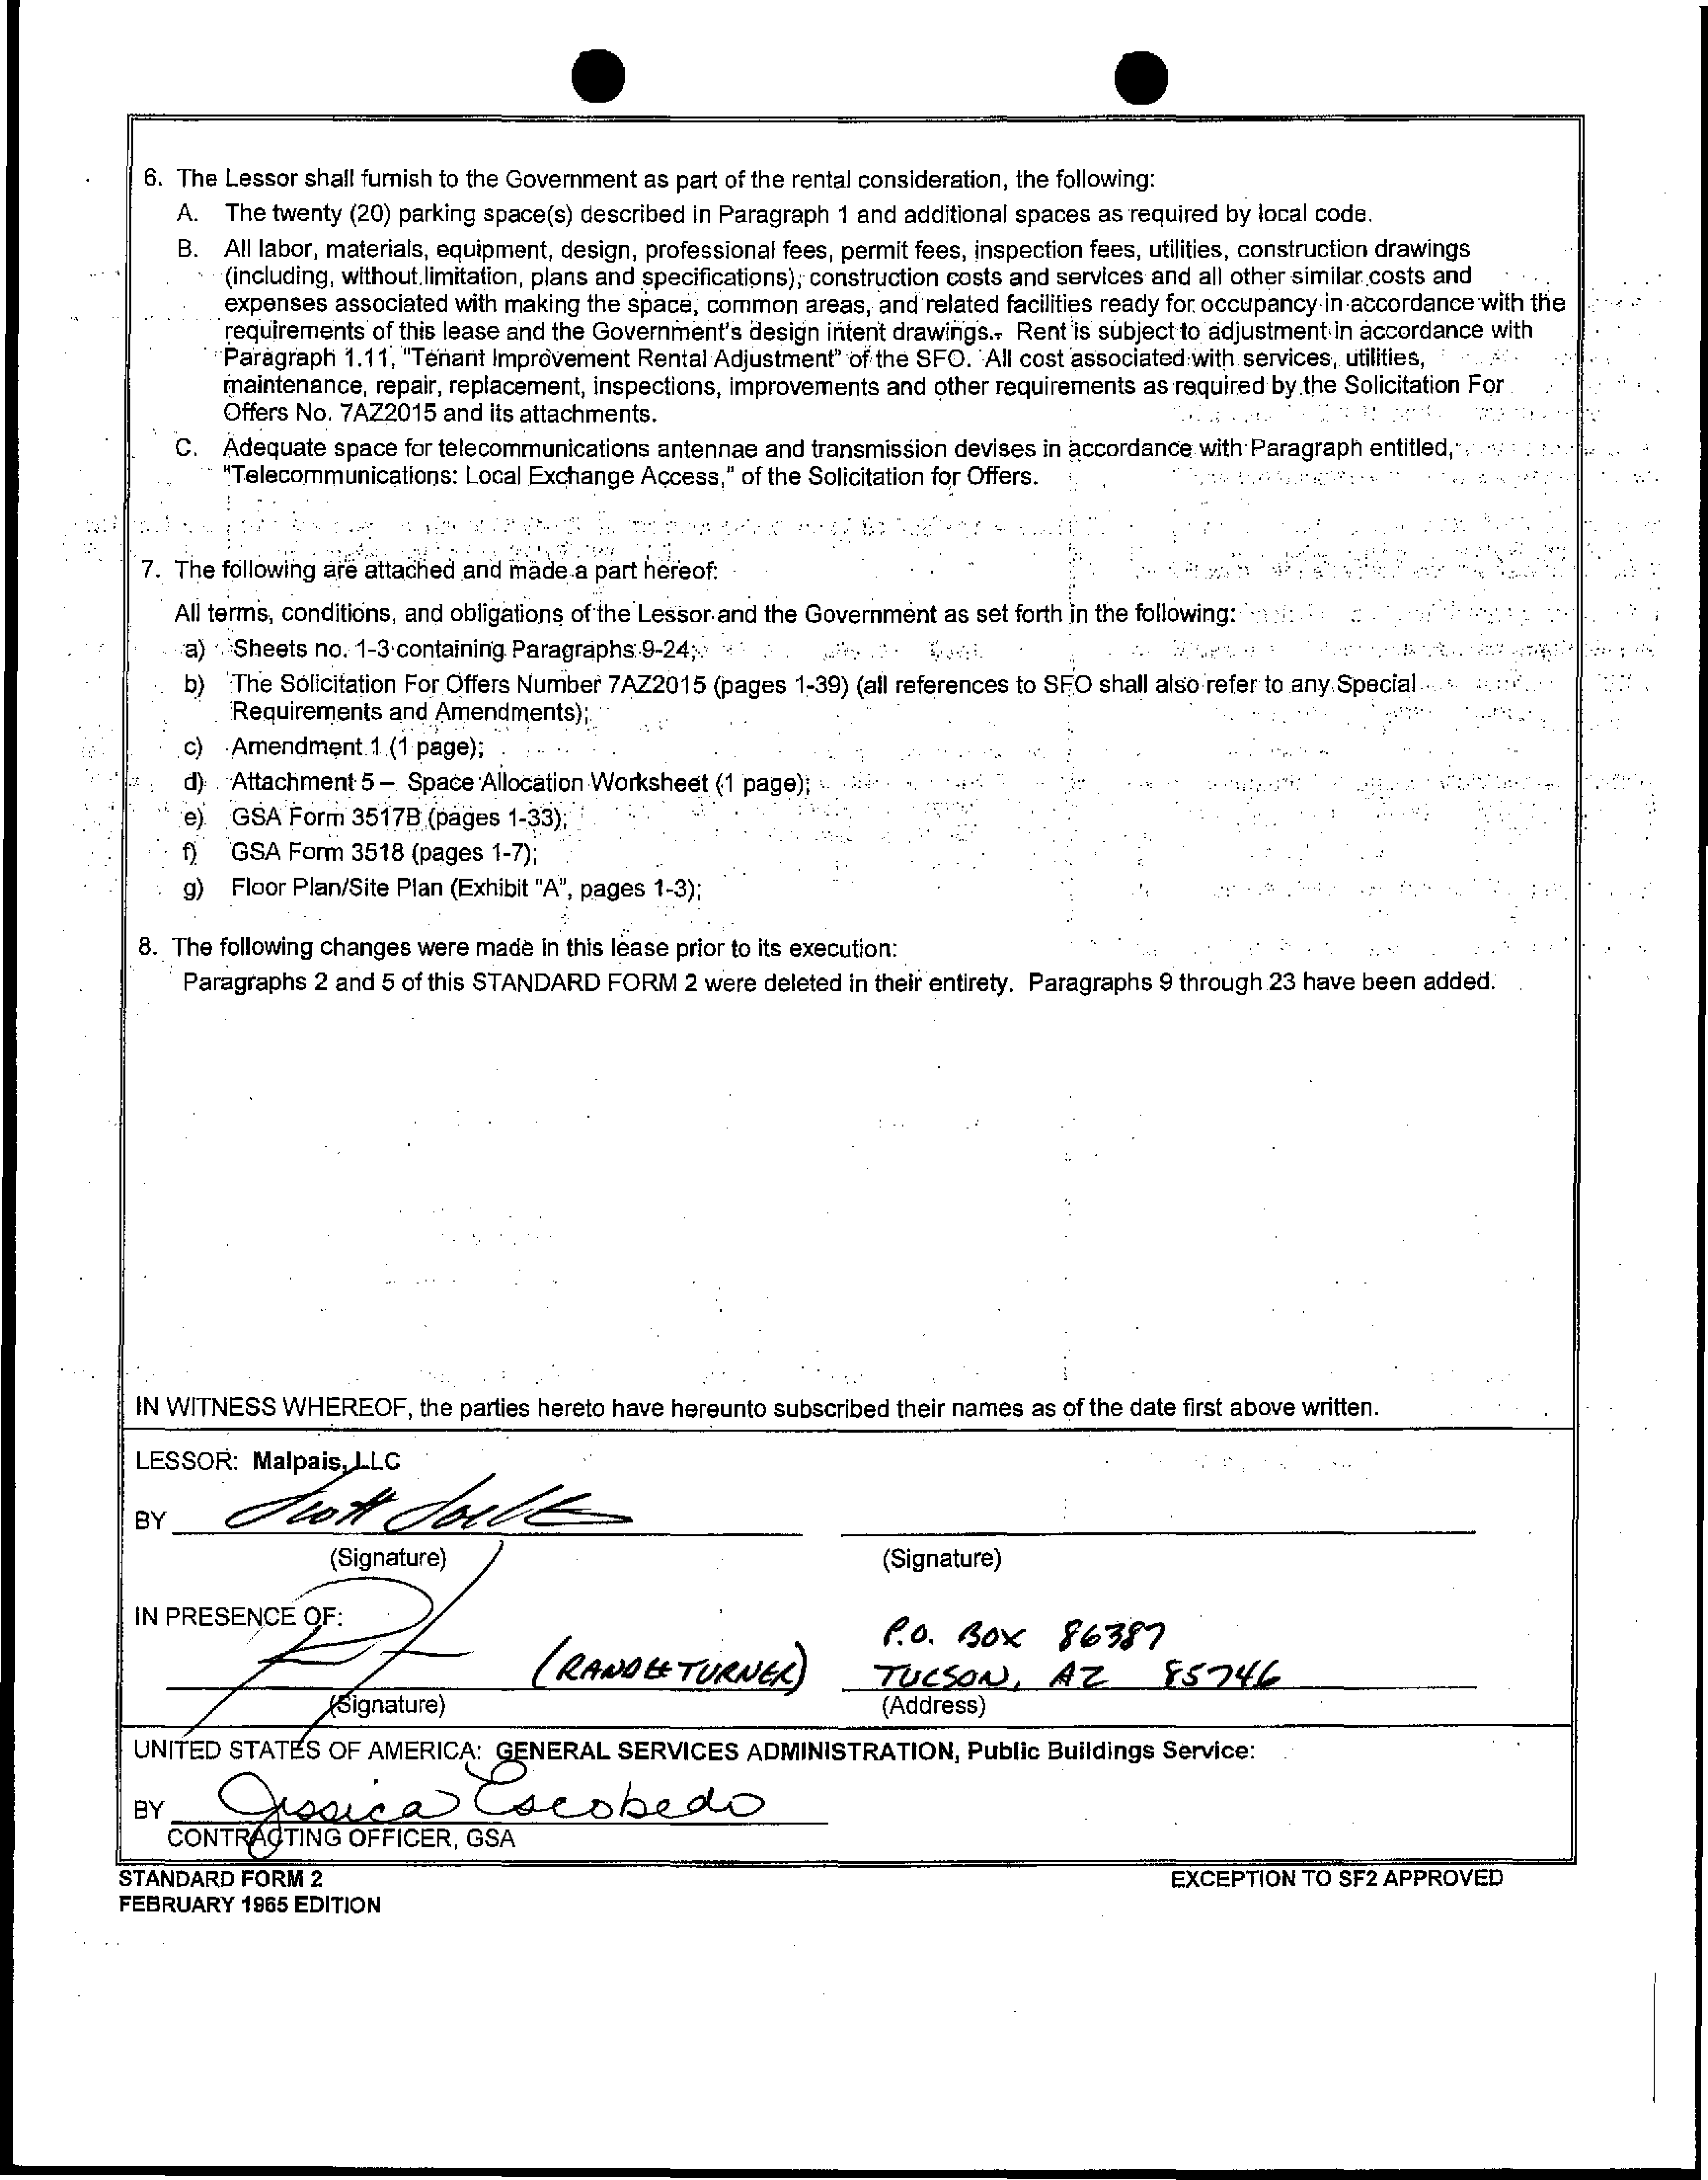 6. The Lessor shall furnish to the Government as part of the rental consideration, the following:
A. The twenty (20) parking space(s) described in Paragraph 1 and additional spaces as required by local code.
B. All labor, materials, equipment, design, professional fees, permit fees, inspection fees, utilities, construction drawings
(including, without limitation, plans and specifications), construction costs and services and all other similar costs and
expenses associated with making the space, common areas, and related facilities ready for occupancy in accordance with the
requirements of this lease and the Government's design intent drawings. Rent is subject to adjustment in accordance with
Paragraph 1.11, "Tenant Improvement Rental Adjustment" of the SFO. All cost associated with services, utilities,
maintenance, repair, replacement, inspections, improvements and other requirements as required by the Solicitation For
Offers No. 7AZ2015 and its attachments.
C. Adequate space for telecommunications antennae and transmission devises in accordance with Paragraph entitled,
"Telecommunications: Local Exchange Access," of the Solicitation for Offers.
7. The following are attached and made a part hereof:
All terms, conditions, and obligations of the Lessor and the Government as set forth in the following:
a) Sheets no. 1-3 containing Paragraphs 9-24;
b) The Solicitation For Offers Number 7AZ2015 (pages 1-39) (all references to SFO shall also refer to any Special
Requirements and Amendments);
c) Amendment 1 (1 page);
d) Attachment 5 – Space Allocation Worksheet (1 page);
e) GSA Form 3517B (pages 1-33);
f) GSA Form 3518 (pages 1-7);
g) Floor Plan/Site Plan (Exhibit "A", pages 1-3);
8. The following changes were made in this lease prior to its execution:
Paragraphs 2 and 5 of this STANDARD FORM 2 were deleted in their entirety. Paragraphs 9 through 23 have been added.
IN WITNESS WHEREOF, the parties hereto have hereunto subscribed their names as of the date first above written.
LESSOR: Malpais, LLC
BY Scott
(Signature) (Signature)
IN PRESENCE OF:
P.O. BOX 86387
(RANDEE TURNER) TUCSON, AZ 85746
(Signature) (Address)
UNITED STATES OF AMERICA: GENERAL SERVICES ADMINISTRATION, Public Buildings Service:
BY Jessica Escobedo
CONTRACTING OFFICER, GSA
STANDARD FORM 2 EXCEPTION TO SF2 APPROVED
FEBRUARY 1965 EDITION